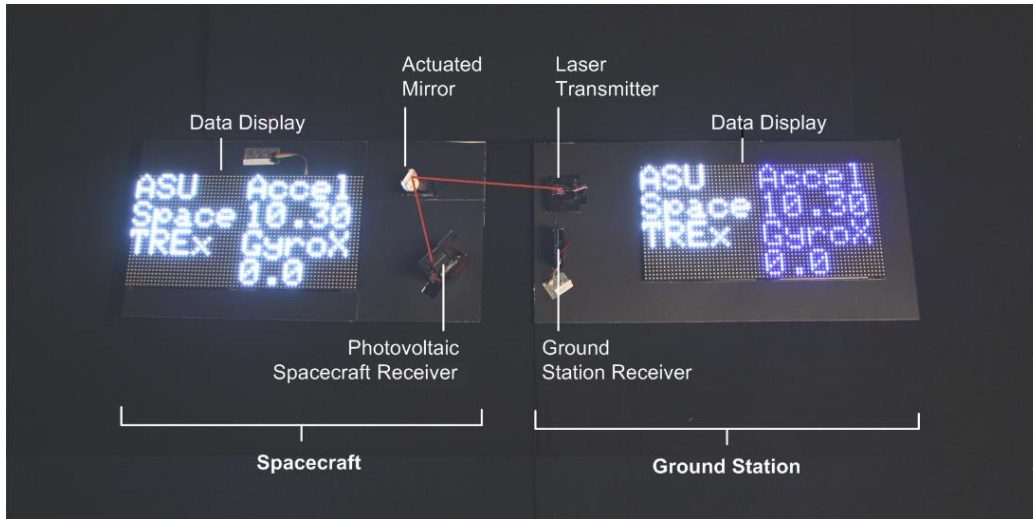 Actuated
Mirror
Laser
Transmitter
Data Display
Data Display
ASU Accel
Space 10.30
TREx GyroX
0.0
ASU Accel
Space 10.30
TREx GyroX
0.0
Photovoltaic
Spacecraft Receiver
Ground
Station Receiver
Spacecraft
Ground Station